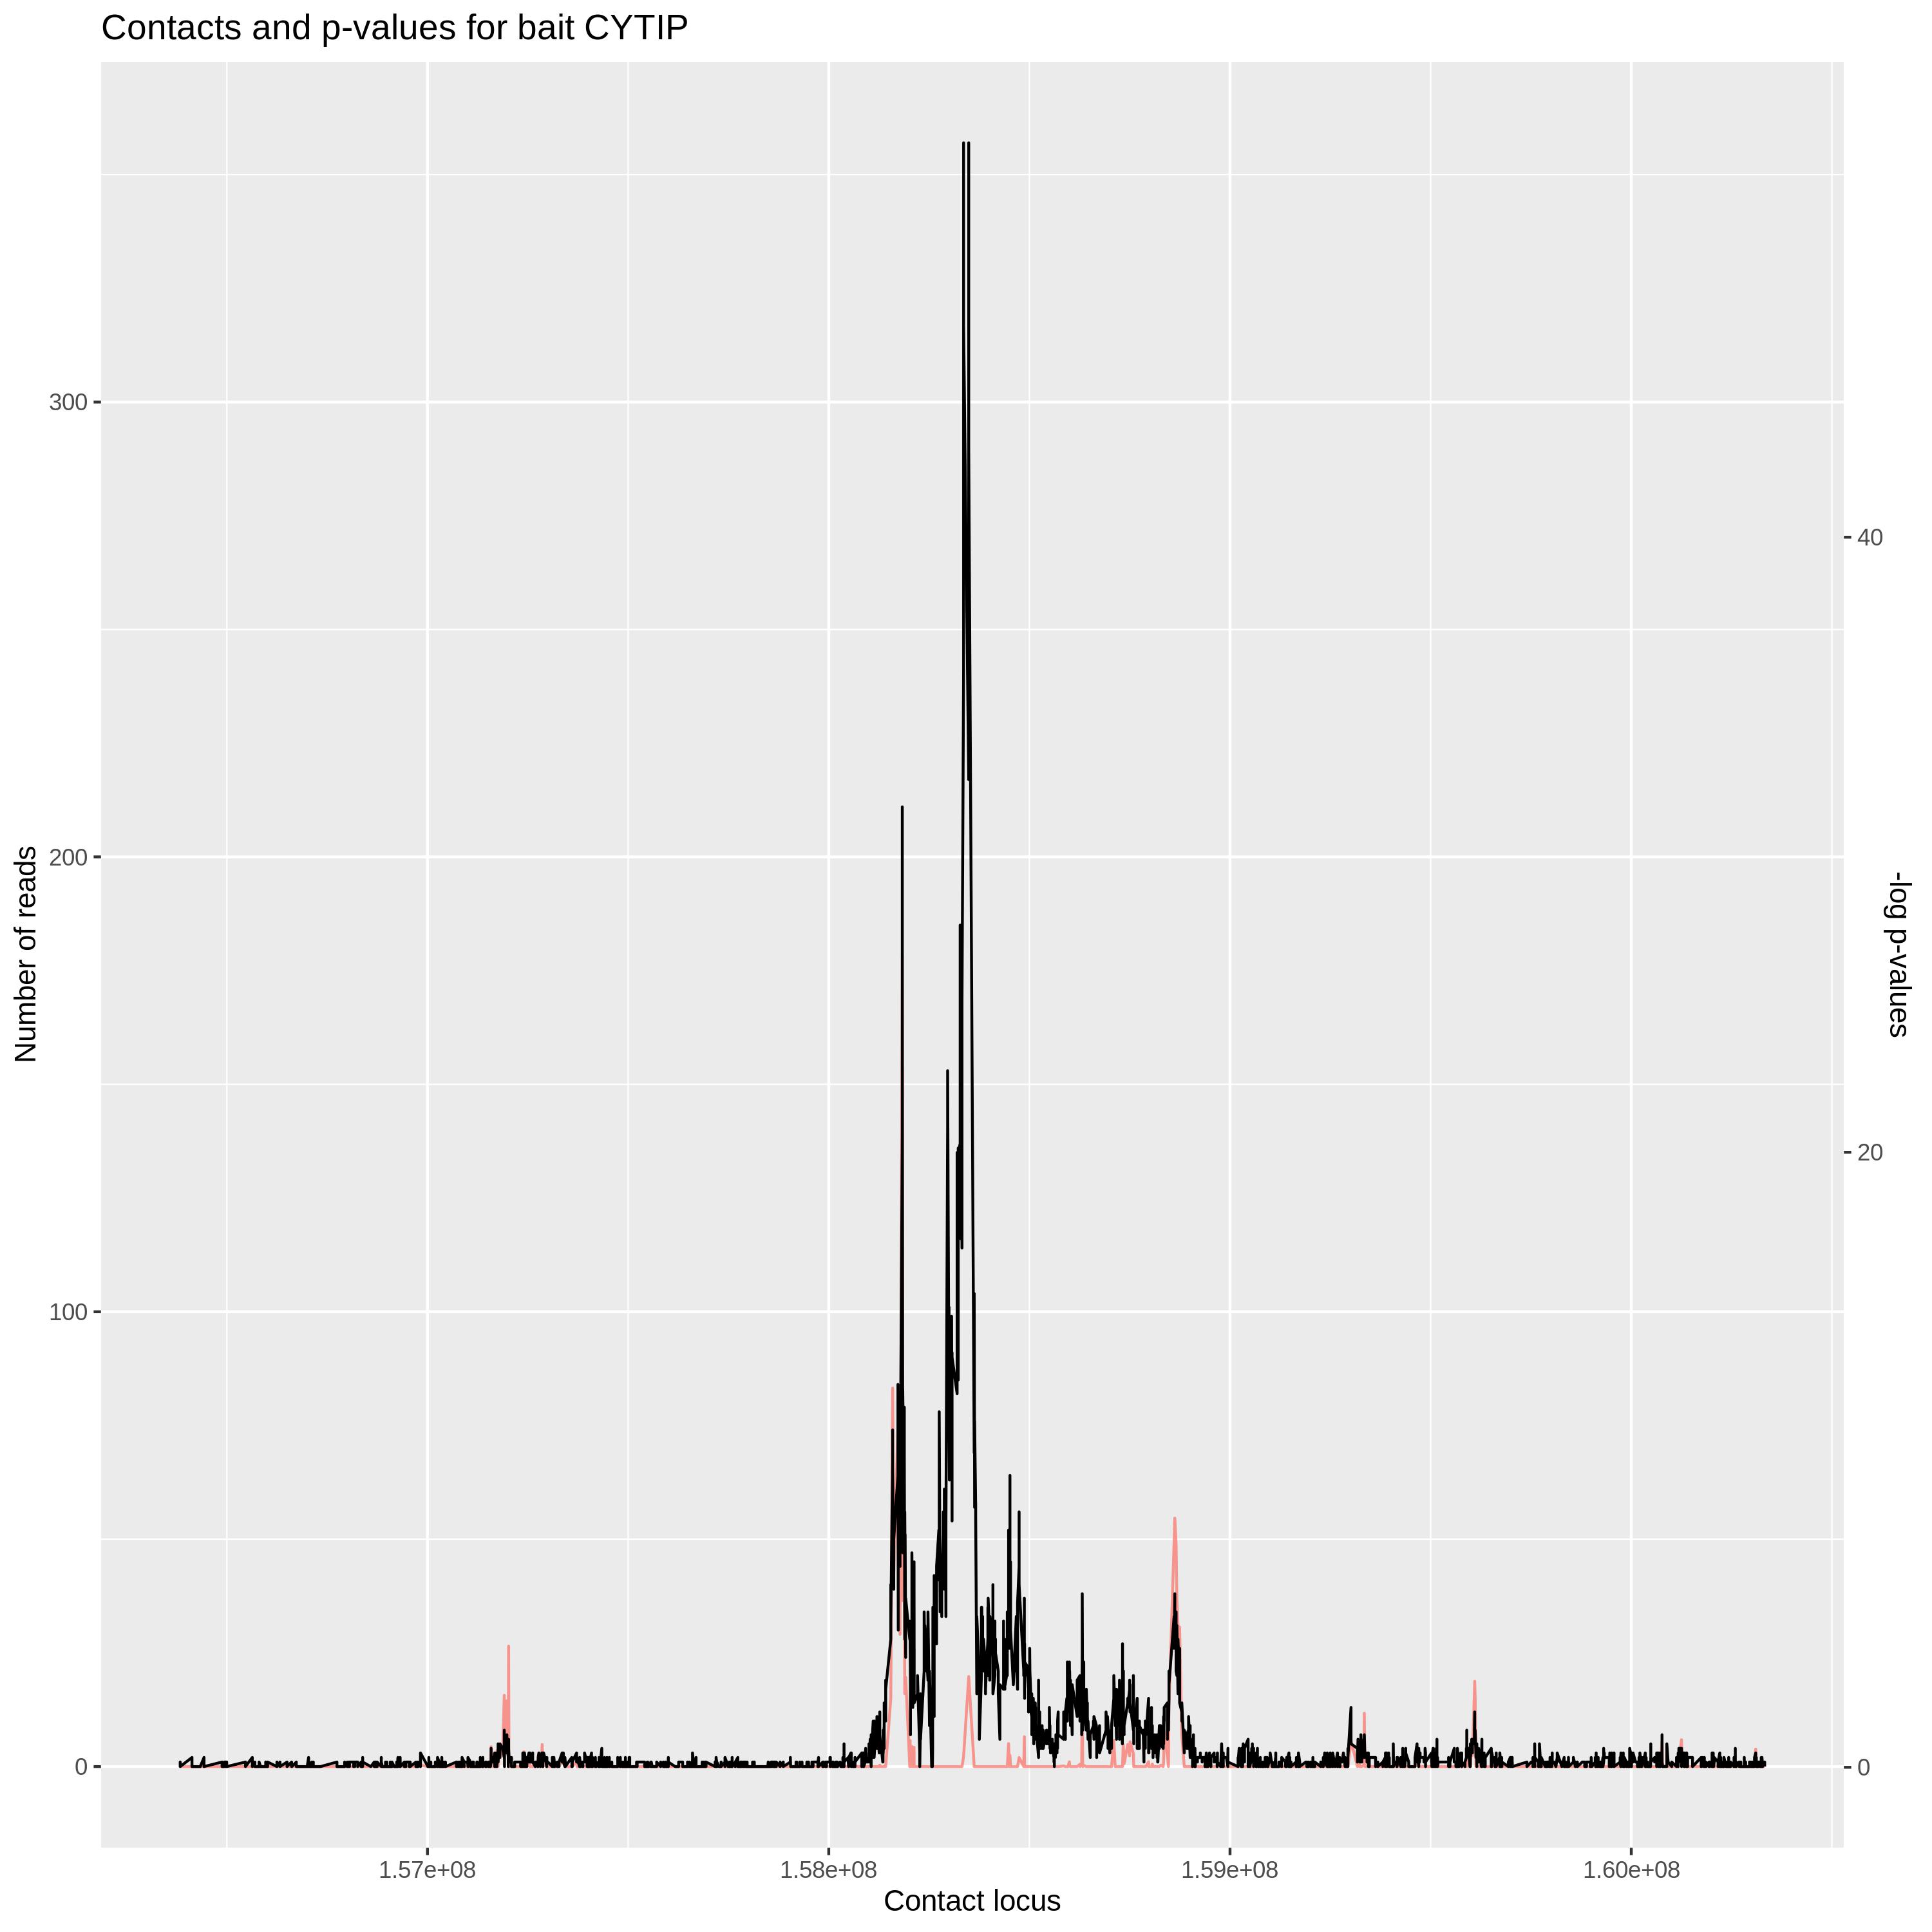 Contacts and p-values for bait CYTIP
Number of reads
300
200
100
0
40
20
0
-log p-values
1.57e+08
1.58e+08
1.59e+08
1.60e+08
Contact locus